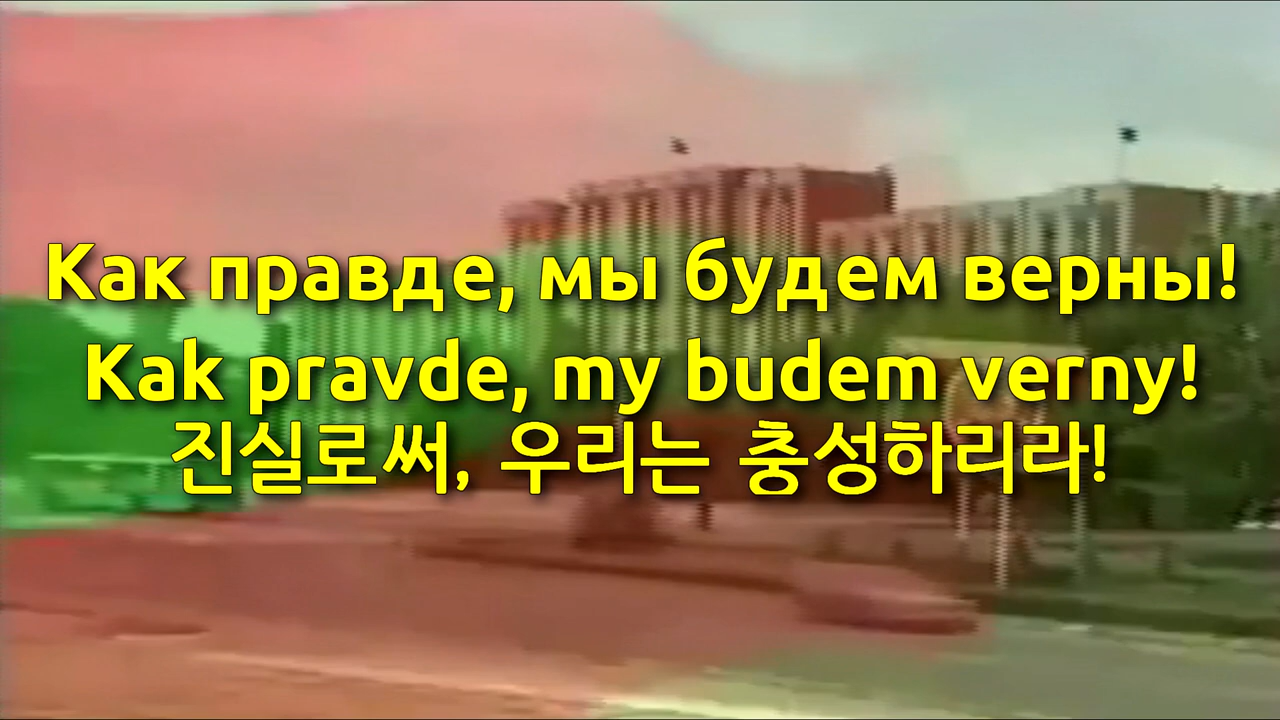 Как правде, мы будем верны!
Kak pravde, my budem verny!
진실로써, 우리는 충성하리라!